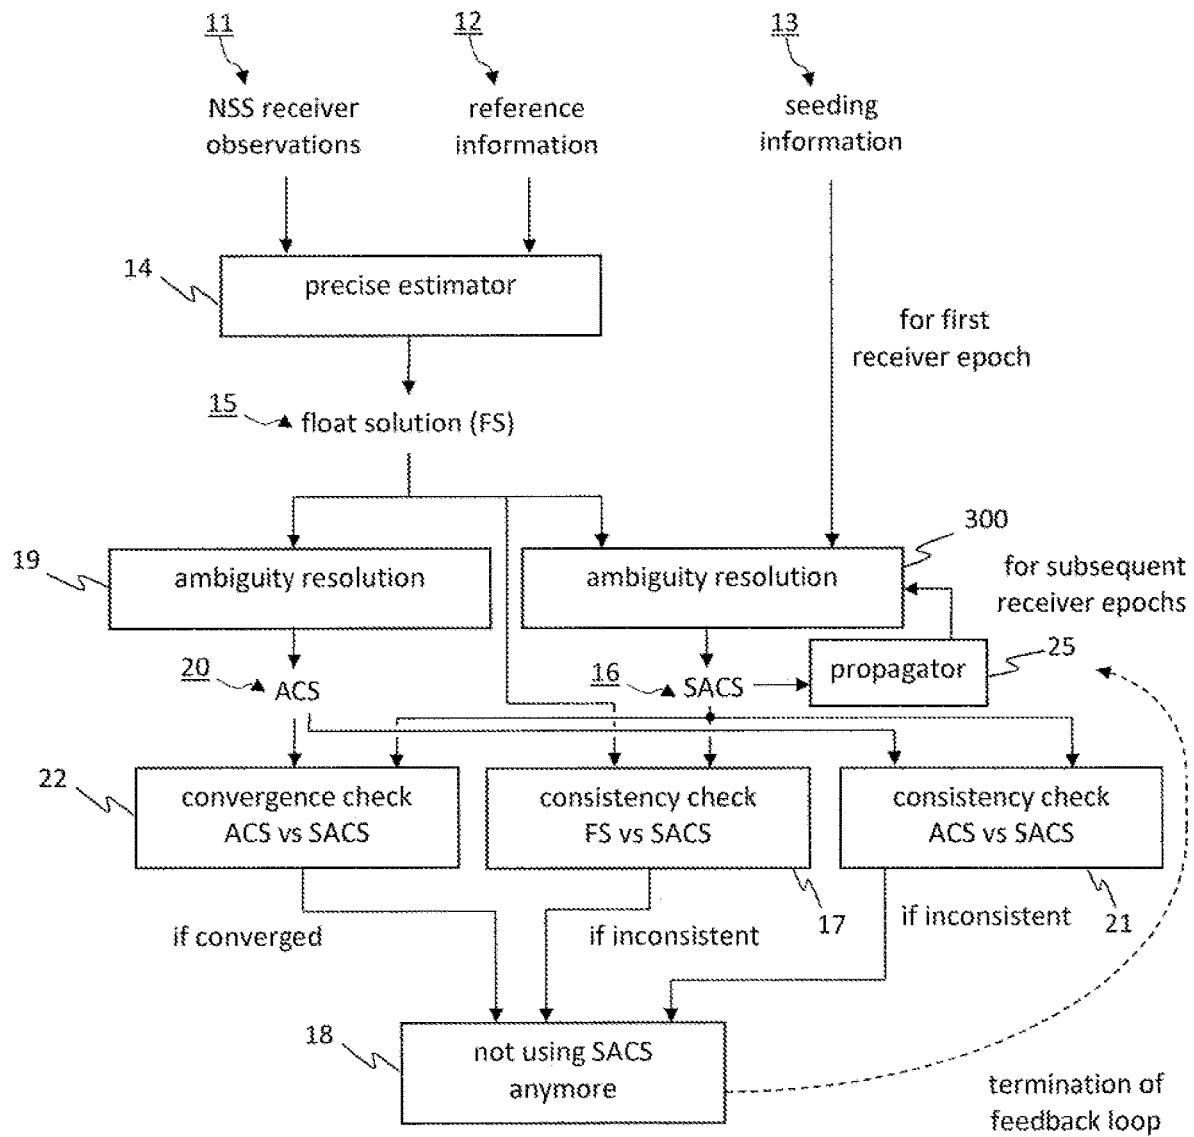 11
12
13
NSS receiver
observations
reference
information
seeding
information
14
precise estimator
for first
receiver epoch
15
float solution (FS)
300
19
ambiguity resolution
ambiguity resolution
for subsequent
receiver epochs
20
ACS
16
SACS
propagator
25
22
convergence check
ACS vs SACS
consistency check
FS vs SACS
consistency check
ACS vs SACS
17
21
if converged
if inconsistent
if inconsistent
18
not using SACS
anymore
termination of
feedback loop